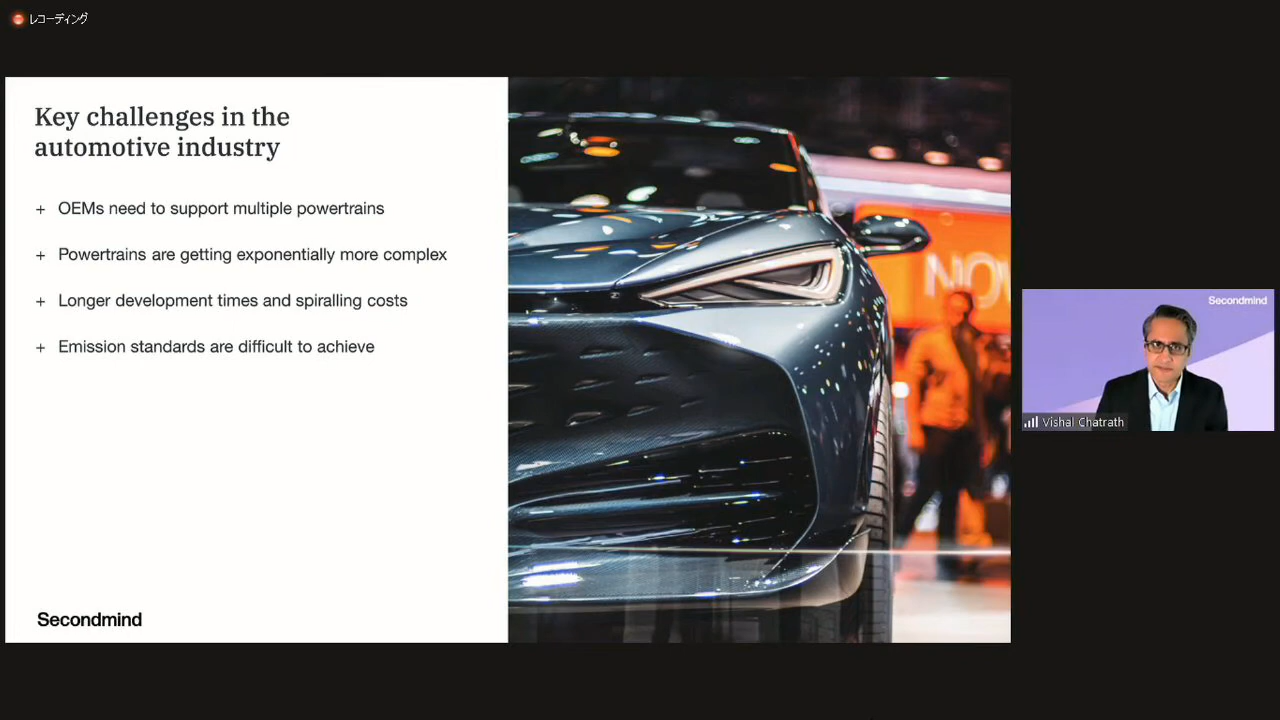 レコーディング
Key challenges in the
automotive industry
+ OEMs need to support multiple powertrains
+ Powertrains are getting exponentially more complex
+ Longer development times and spiralling costs
+ Emission standards are difficult to achieve
Secondmind
NOW
Secondmind
Vishal Chatrath